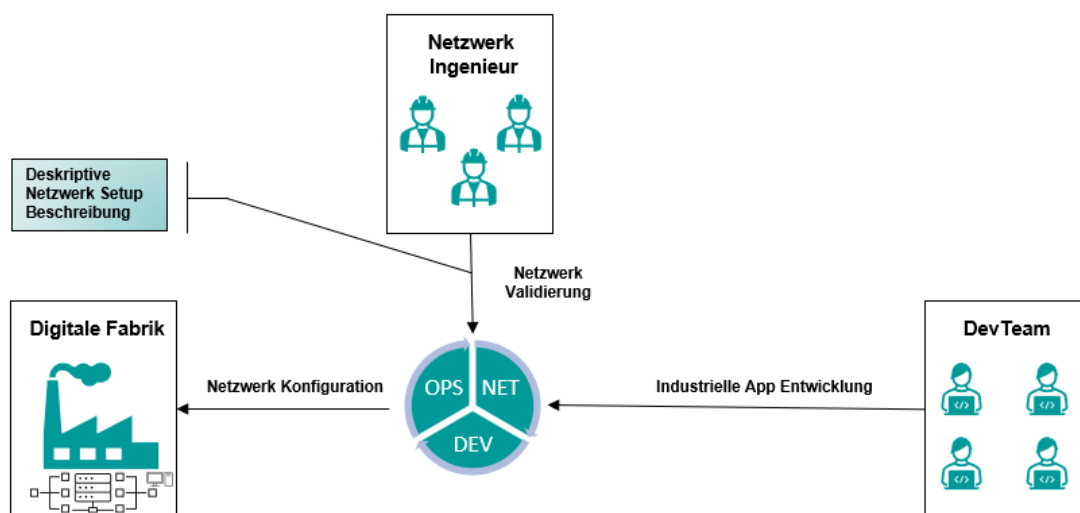 Netzwerk
Ingenieur
Deskriptive
Netzwerk Setup
Beschreibung
Netzwerk
Validierung
Digitale Fabrik
DevTeam
OPS
NET
DEV
Netzwerk Konfiguration
Industrielle App Entwicklung